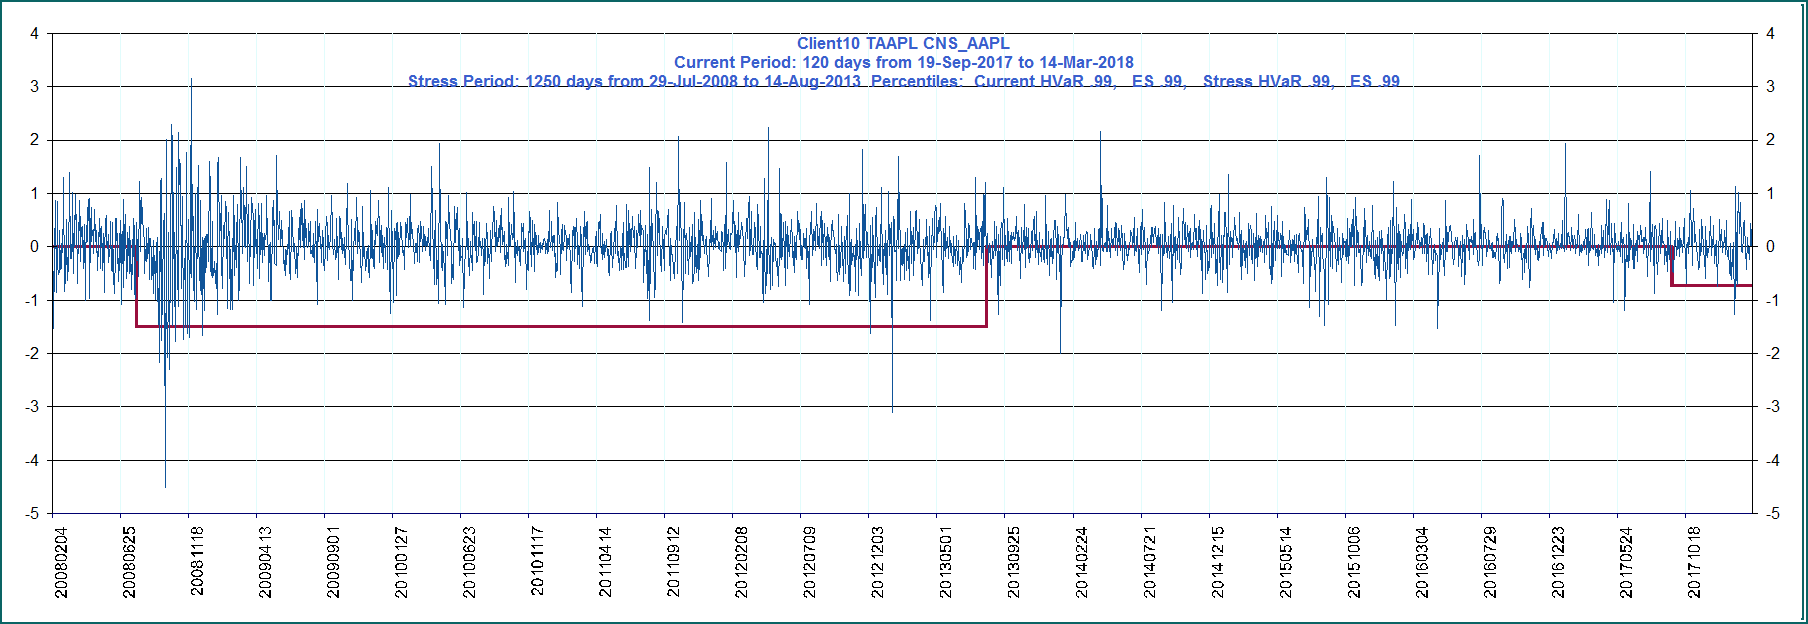 Client10 TAAPL CNS_AAPL
Current Period: 120 days from 19-Sep-2017 to 14-Mar-2018
Stress Period: 1250 days from 29-Jul-2008 to 14-Aug-2013 Percentiles: Current HVaR .99, ES .99, Stress HVaR .99, ES .99
4 4
3 3
2 2
1 1
0 0
-1 -1
-2 -2
-3 -3
-4 -4
-5 -5
20080204 20080625 20081118 20090413 20090901 20100127 20100623 20101117 20110414 20110912 20120208 20120709 20121203 20130501 20130925 20140224 20140721 20141215 20150514 20151006 20160304 20160729 20161223 20170524 20171018